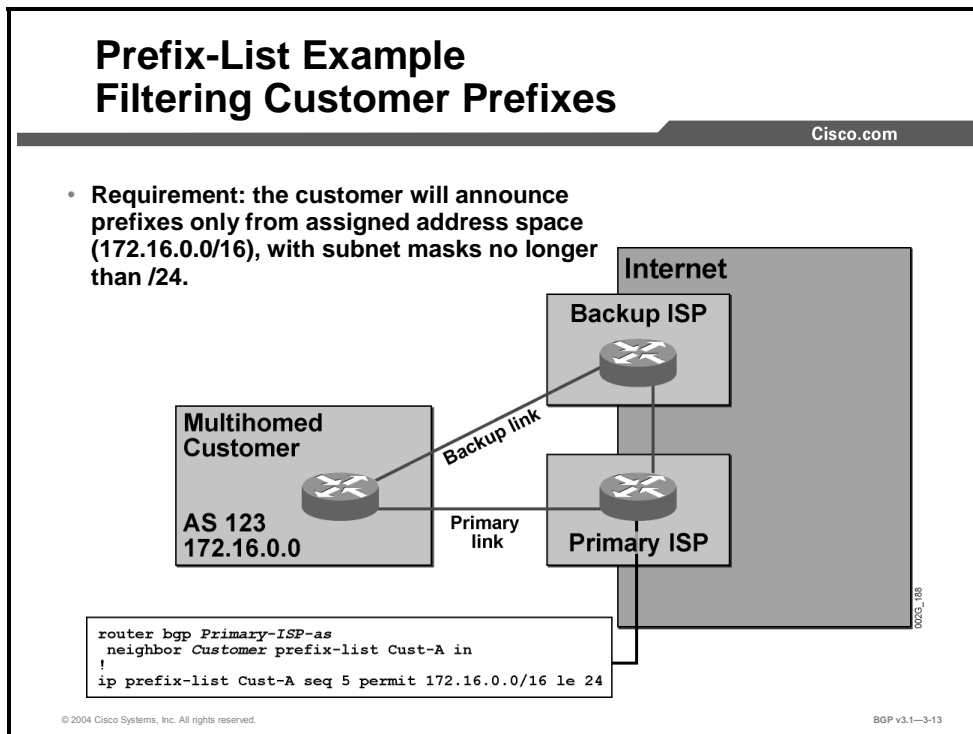 Prefix-List Example
Filtering Customer Prefixes
Cisco.com
• Requirement: the customer will announce
prefixes only from assigned address space
(172.16.0.0/16), with subnet masks no longer
than /24.
Internet
Backup ISP
Multihomed
Customer
Backup link
AS 123
172.16.0.0
Primary
link
Primary ISP
002G_188
router bgp Primary-ISP-as
neighbor Customer prefix-list Cust-A in
!
ip prefix-list Cust-A seq 5 permit 172.16.0.0/16 le 24
© 2004 Cisco Systems, Inc. All rights reserved.
BGP v3.1—3-13